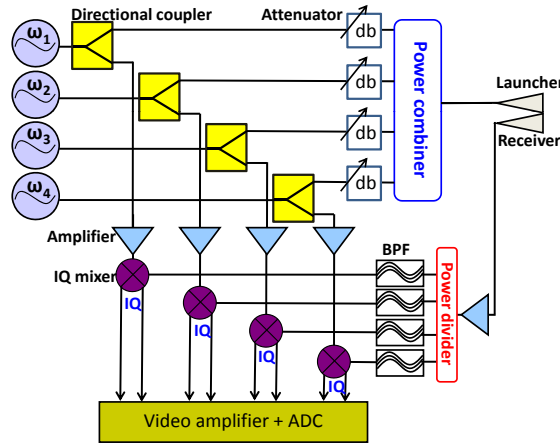 Directional coupler
Attenuator
ω1
db
ω2
db
ω3
db
ω4
db
Power combiner
Launcher
Receiver
Amplifier
BPF
IQ mixer
IQ
IQ
IQ
IQ
Power divider
Video amplifier + ADC